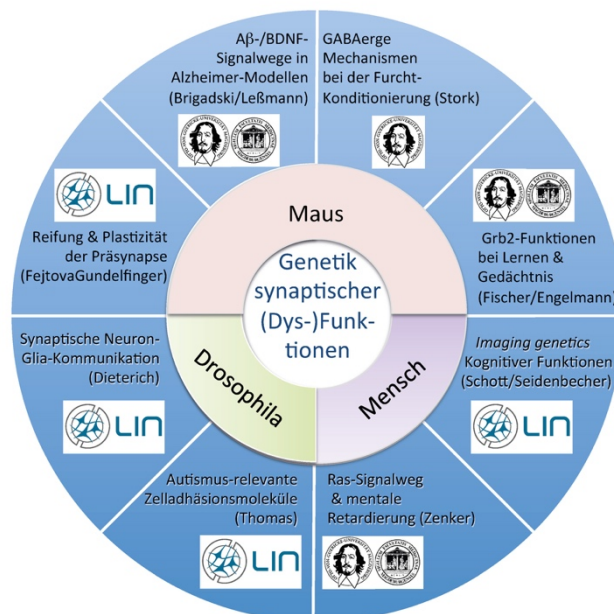 Aβ-/BDNF-
Signalwege in
Alzheimer-Modellen
(Brigadski/Leßmann)
GABAerge
Mechanismen
bei der Furcht-
Konditionierung (Stork)
LIN
Reifung & Plastizität
der Präsynapse
(FejtovaGundelfinger)
Maus
Grb2-Funktionen
bei Lernen &
Gedächtnis
(Fischer/Engelmann)
Genetik
synaptischer
(Dys-)Funk-
tionen
Synaptische Neuron-
Glia-Kommunikation
(Dieterich)
LIN
Drosophila
Mensch
Imaging genetics
Kognitiver Funktionen
(Schott/Seidenbecher)
LIN
Autismus-relevante
Zelladhäsionsmoleküle
(Thomas)
LIN
Ras-Signalweg
& mentale
Retardierung (Zenker)